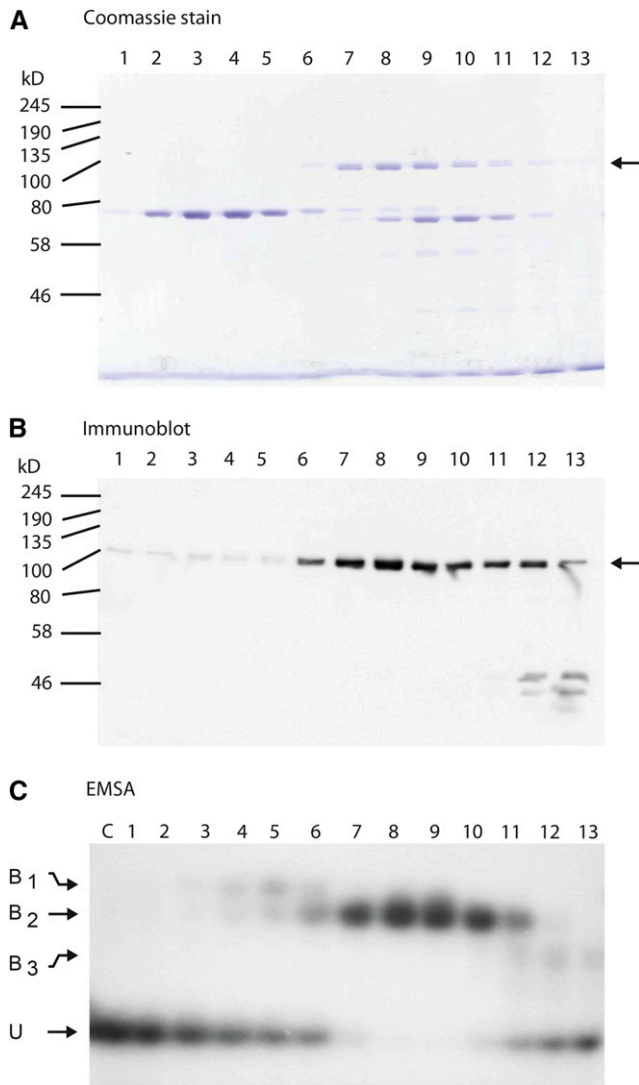 A Coomassie stain
1 2 3 4 5 6 7 8 9 10 11 12 13
kD
245
190
135
100
80
58
46
B Immunoblot
1 2 3 4 5 6 7 8 9 10 11 12 13
kD
245
190
135
100
80
58
46
C EMSA
C 1 2 3 4 5 6 7 8 9 10 11 12 13
B 1
B 2
B 3
U